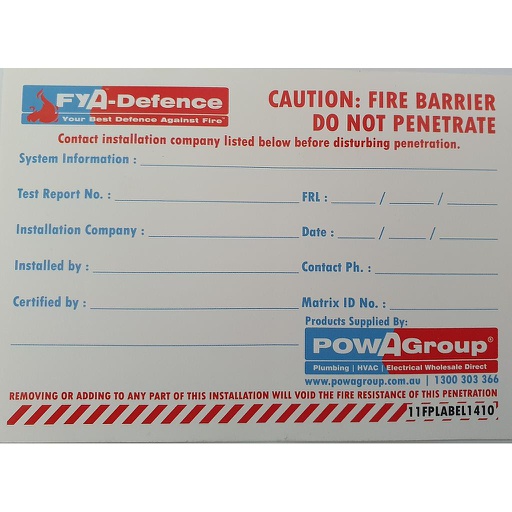 FYA-Defence
Your Best Defence Against Fire™
CAUTION: FIRE BARRIER
DO NOT PENETRATE
Contact installation company listed below before disturbing penetration.
System Information :
Test Report No. : FRL : / /
Installation Company : Date : / /
Installed by : Contact Ph. :
Certified by : Matrix ID No. :
Products Supplied By:
POWAGroup®
Plumbing | HVAC | Electrical Wholesale Direct
www.powagroup.com.au | 1300 303 366
REMOVING OR ADDING TO ANY PART OF THIS INSTALLATION WILL VOID THE FIRE RESISTANCE OF THIS PENETRATION
11FPLABEL1410